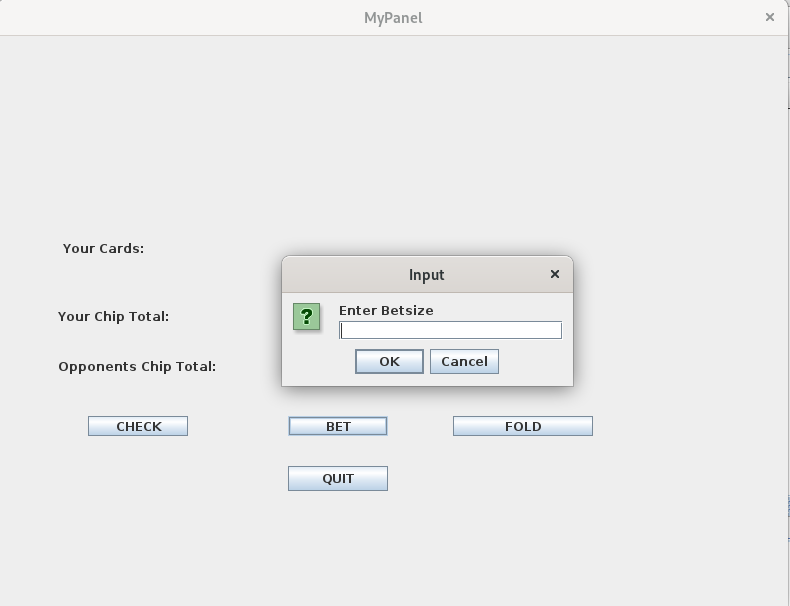 MyPanel
Your Cards:
Input
Enter Betsize
Your Chip Total:
OK Cancel
Opponents Chip Total:
CHECK BET FOLD
QUIT